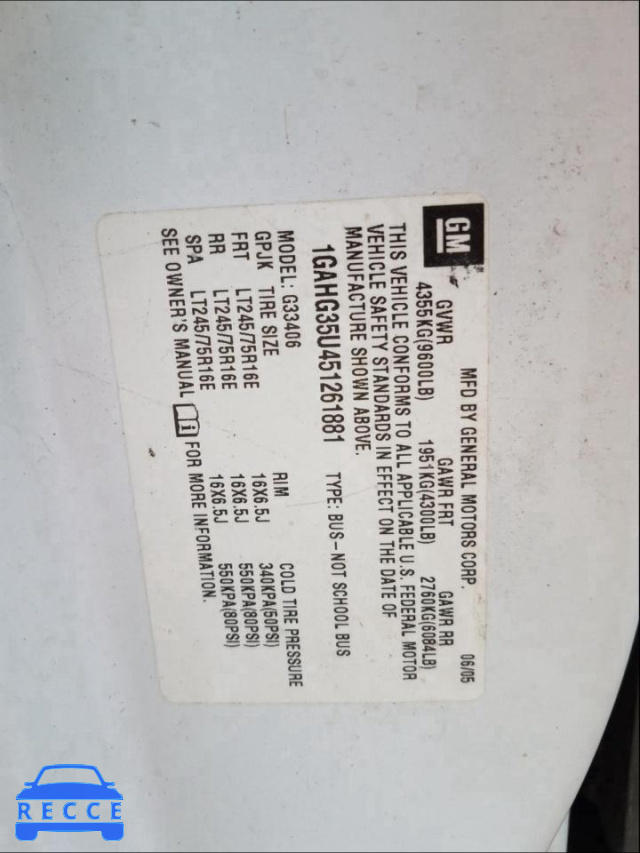 GM
MFD BY GENERAL MOTORS CORP. 06/05
GVWR GAWR FRT GAWR RR
4355KG(9600LB) 1951KG(4300LB) 2760KG(6084LB)
THIS VEHICLE CONFORMS TO ALL APPLICABLE U.S. FEDERAL MOTOR
VEHICLE SAFETY STANDARDS IN EFFECT ON THE DATE OF
MANUFACTURE SHOWN ABOVE.
1GAHG35U451261881 TYPE: BUS-NOT SCHOOL BUS
MODEL: G33406
GPJK TIRE SIZE RIM COLD TIRE PRESSURE
FRT LT245/75R16E 16X6.5J 340KPA(50PSI)
RR LT245/75R16E 16X6.5J 550KPA(80PSI)
SPA LT245/75R16E 16X6.5J 550KPA(80PSI)
SEE OWNER'S MANUAL FOR MORE INFORMATION.
RECCE